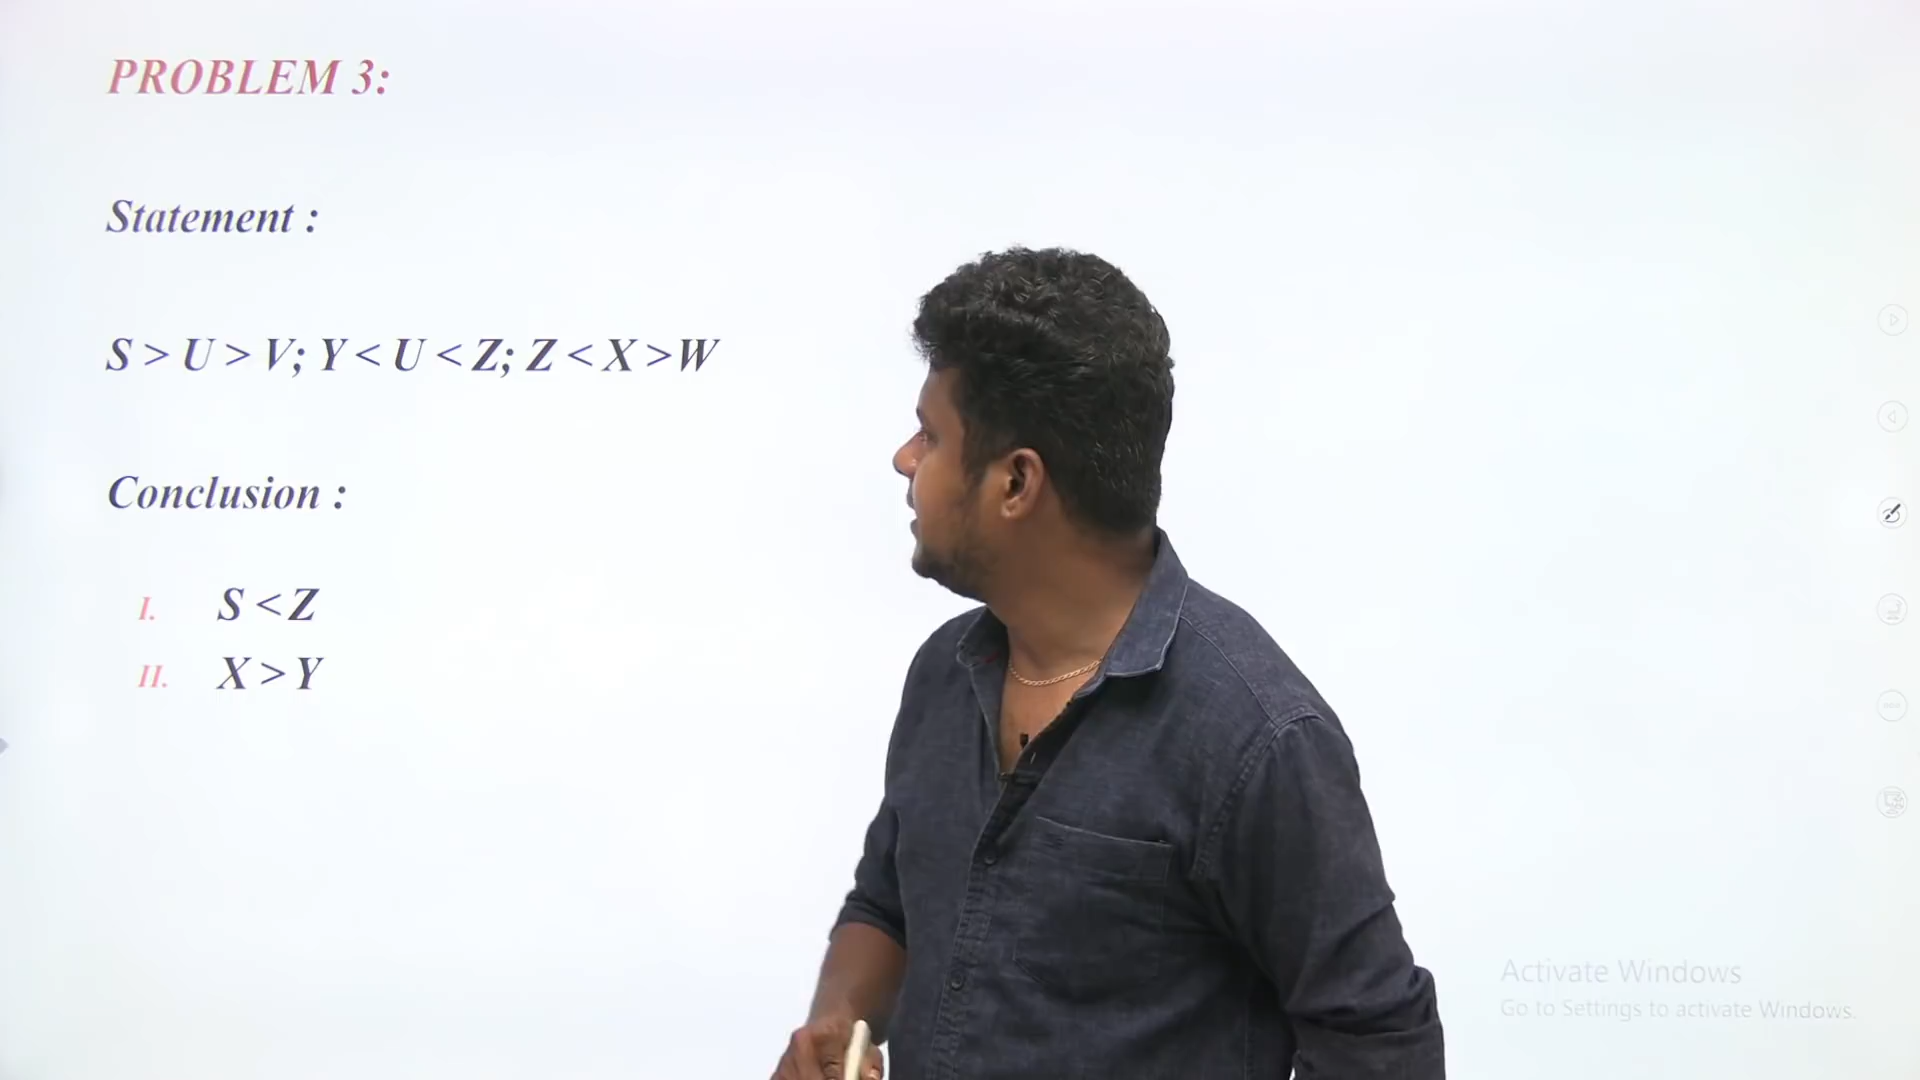 PROBLEM 3:
Statement :
S > U > V; Y < U < Z; Z < X >W
Conclusion :
I. S < Z
II. X > Y
Activate Windows
Go to Settings to activate Windows.